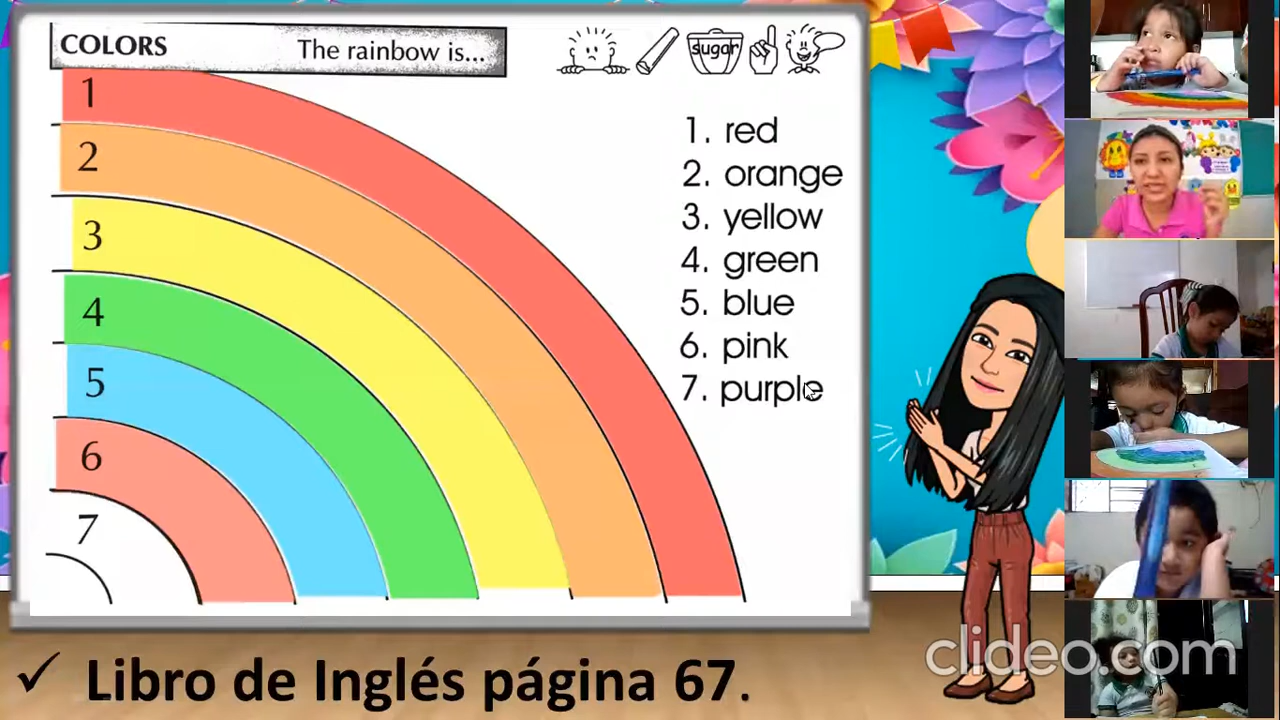 COLORS The rainbow is...
sugar
1
2
3
4
5
6
7
1. red
2. orange
3. yellow
4. green
5. blue
6. pink
7. purple
✓ Libro de Inglés página 67.
clideo.com